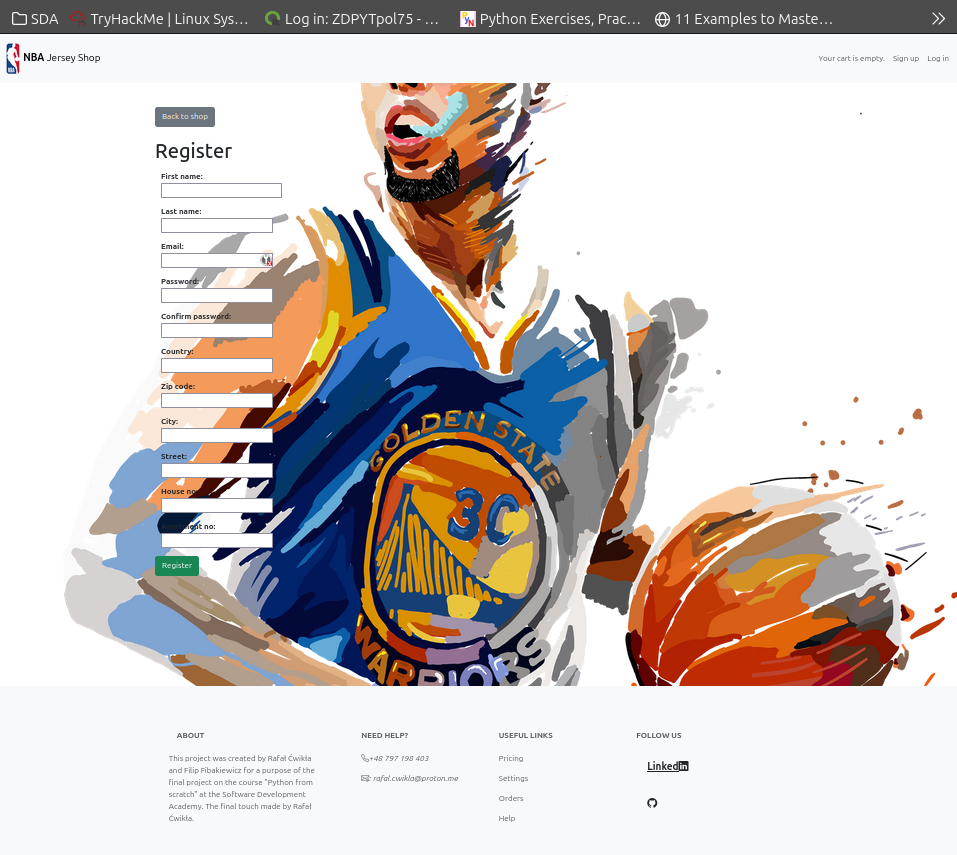 SDA TryHackMe | Linux Sys… Log in: ZDPYTpol75 - … Python Exercises, Prac… 11 Examples to Maste…
NBA Jersey Shop Your cart is empty. Sign up Log in
Back to shop
Register
First name:
Last name:
Email:
Password:
Confirm password:
Country:
Zip code:
City:
Street:
House no:
Apartment no:
Register
GOLDEN STATE
30
WARRIORS
ABOUT
This project was created by Rafał Ćwikła
and Filip Fibakiewicz for a purpose of the
final project on the course "Python from
scratch" at the Software Development
Academy. The final touch made by Rafał
Ćwikła.
NEED HELP?
+48 797 198 403
: rafal.cwikla@proton.me
USEFUL LINKS
Pricing
Settings
Orders
Help
FOLLOW US
Linkedin